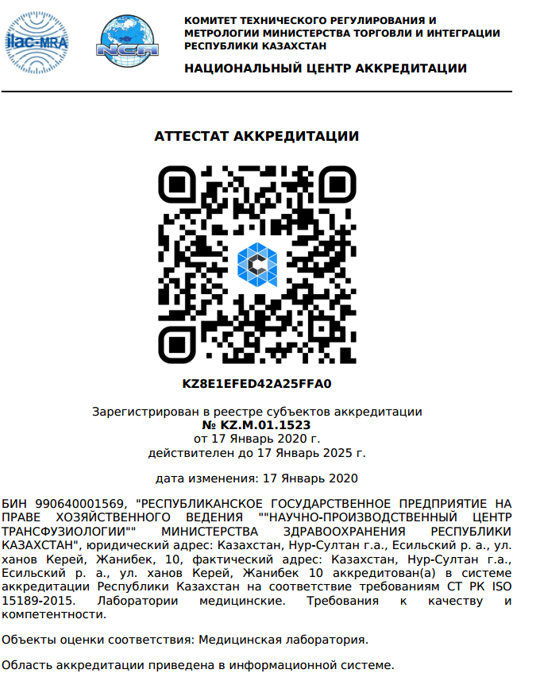 ilac-MRA
NCA
КОМИТЕТ ТЕХНИЧЕСКОГО РЕГУЛИРОВАНИЯ И
МЕТРОЛОГИИ МИНИСТЕРСТВА ТОРГОВЛИ И ИНТЕГРАЦИИ
РЕСПУБЛИКИ КАЗАХСТАН
НАЦИОНАЛЬНЫЙ ЦЕНТР АККРЕДИТАЦИИ
АТТЕСТАТ АККРЕДИТАЦИИ
KZ8E1EFED42A25FFA0
Зарегистрирован в реестре субъектов аккредитации
№ KZ.M.01.1523
от 17 Январь 2020 г.
действителен до 17 Январь 2025 г.
дата изменения: 17 Январь 2020
БИН 990640001569, "РЕСПУБЛИКАНСКОЕ ГОСУДАРСТВЕННОЕ ПРЕДПРИЯТИЕ НА
ПРАВЕ ХОЗЯЙСТВЕННОГО ВЕДЕНИЯ ""НАУЧНО-ПРОИЗВОДСТВЕННЫЙ ЦЕНТР
ТРАНСФУЗИОЛОГИИ"" МИНИСТЕРСТВА ЗДРАВООХРАНЕНИЯ РЕСПУБЛИКИ
КАЗАХСТАН", юридический адрес: Казахстан, Нур-Султан г.а., Есильский р. а., ул.
ханов Керей, Жанибек, 10, фактический адрес: Казахстан, Нур-Султан г.а.,
Есильский р. а., ул. ханов Керей, Жанибек 10 аккредитован(а) в системе
аккредитации Республики Казахстан на соответствие требованиям СТ РК ISO
15189-2015. Лаборатории медицинские. Требования к качеству и
компетентности.
Объекты оценки соответствия: Медицинская лаборатория.
Область аккредитации приведена в информационной системе.